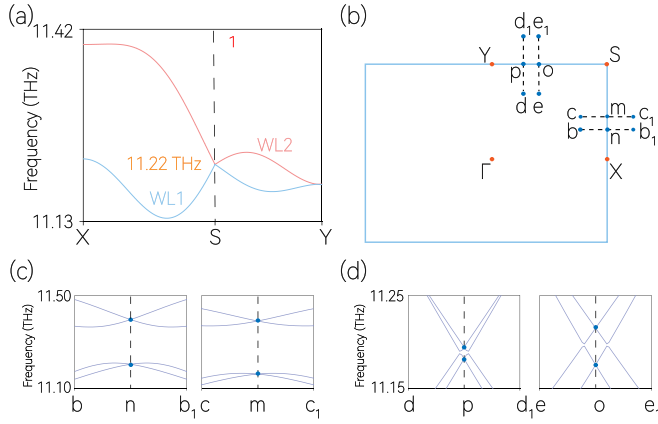 (a)
11.42
1
Frequency (THz)
WL2
11.22 THz
WL1
11.13
X
S
Y
(b)
d₁ e₁
Y
S
p
o
d e
c
m
c₁
b
n
b₁
Γ
X
(c)
11.50
Frequency (THz)
11.10
b
n
b₁
c
m
c₁
(d)
11.25
Frequency (THz)
11.15
d
p
d₁
e
o
e₁